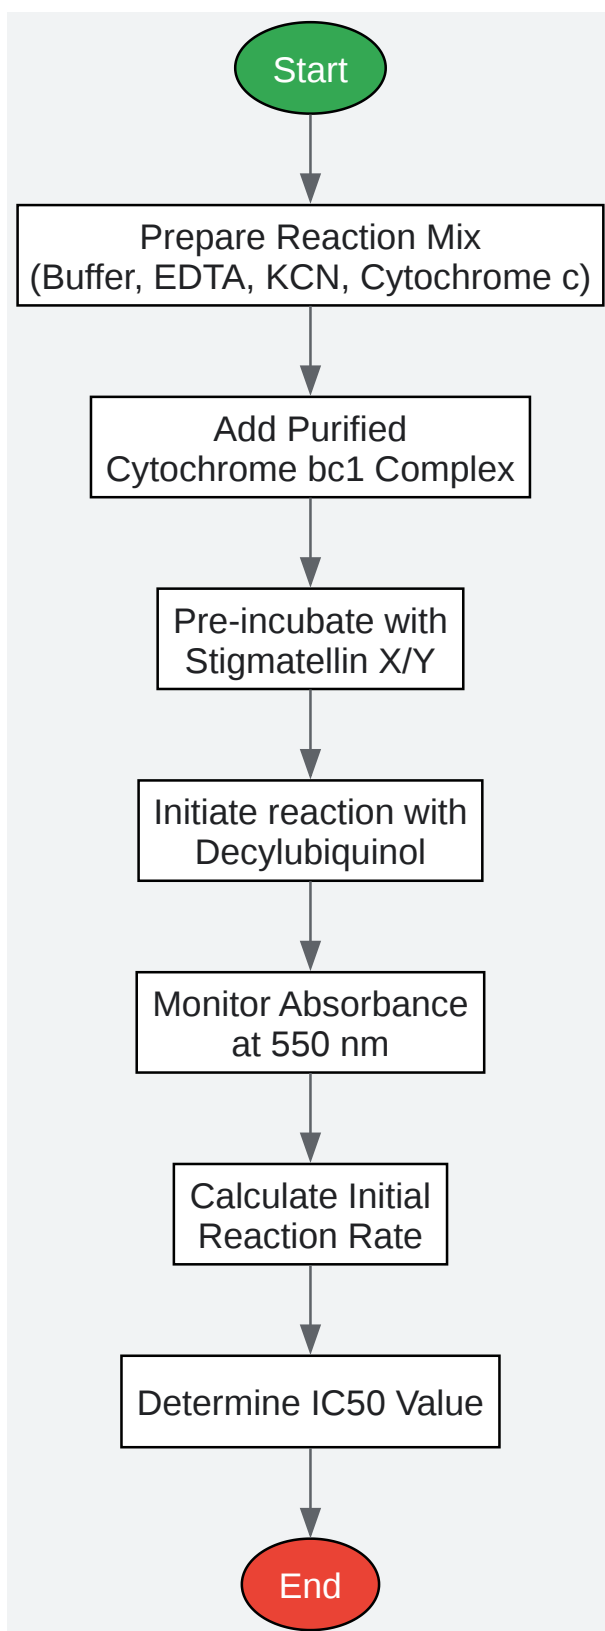 Start
Prepare Reaction Mix
(Buffer, EDTA, KCN, Cytochrome c)
Add Purified
Cytochrome bc1 Complex
Pre-incubate with
Stigmatellin X/Y
Initiate reaction with
Decylubiquinol
Monitor Absorbance
at 550 nm
Calculate Initial
Reaction Rate
Determine IC50 Value
End